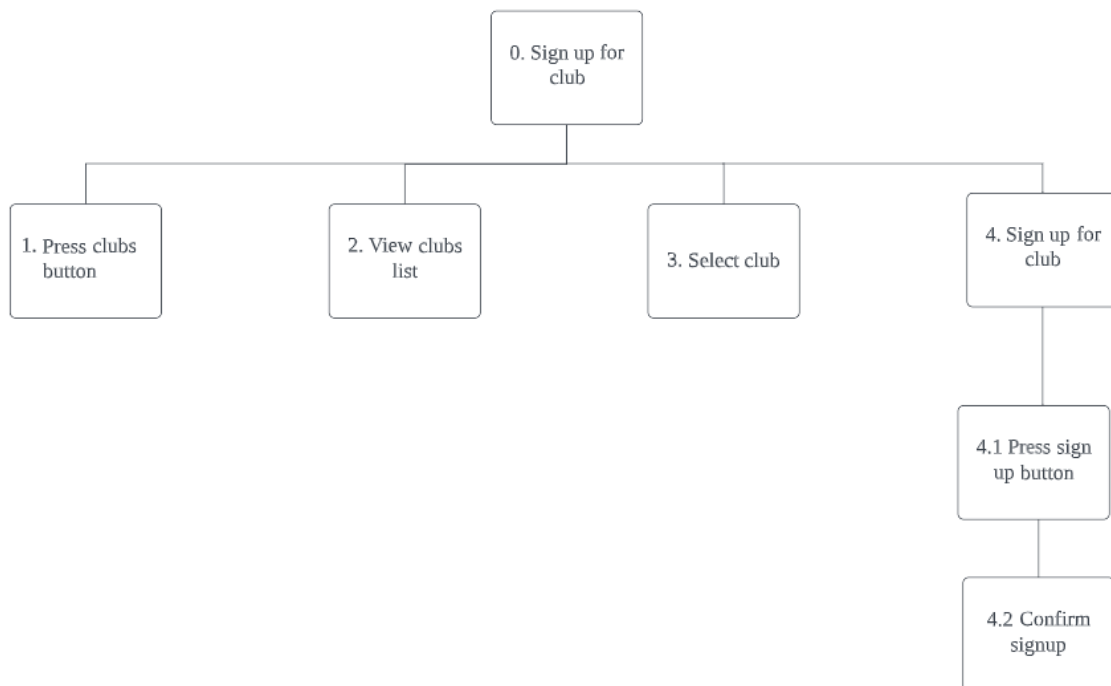 0. Sign up for
club
1. Press clubs
button
2. View clubs
list
3. Select club
4. Sign up for
club
4.1 Press sign
up button
4.2 Confirm
signup